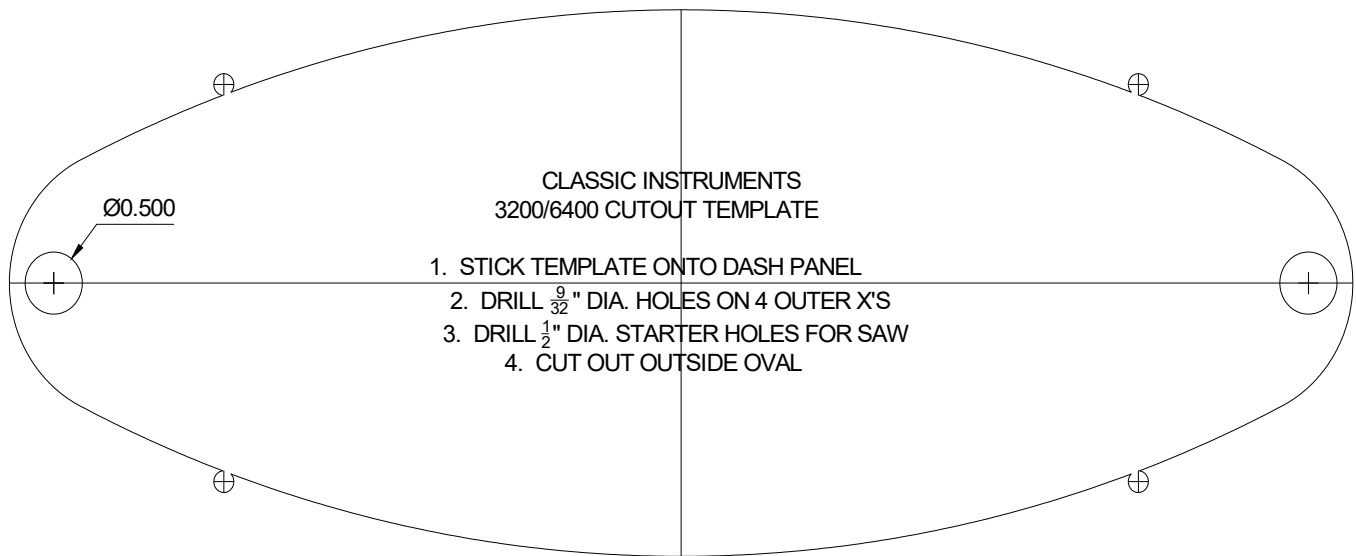 CLASSIC INSTRUMENTS
3200/6400 CUTOUT TEMPLATE
Ø0.500
1. STICK TEMPLATE ONTO DASH PANEL
2. DRILL 9/32" DIA. HOLES ON 4 OUTER X'S
3. DRILL 1/2" DIA. STARTER HOLES FOR SAW
4. CUT OUT OUTSIDE OVAL